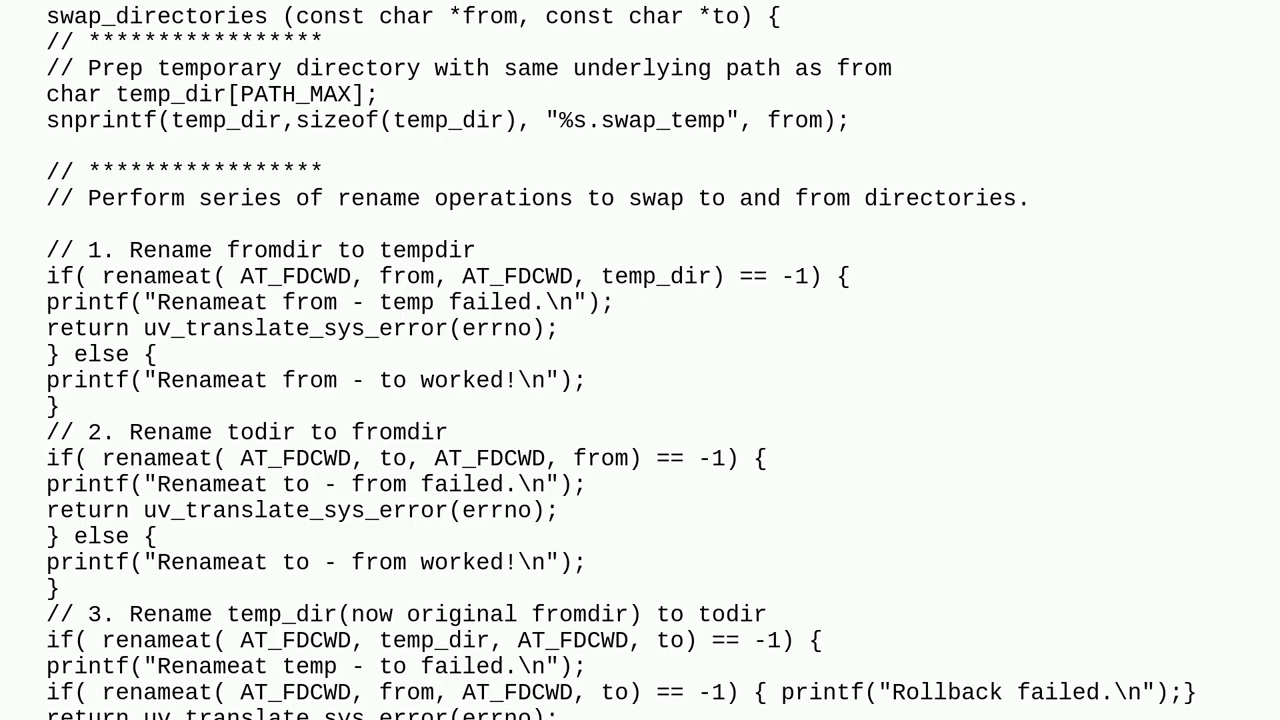 swap_directories (const char *from, const char *to) {
// *****************
// Prep temporary directory with same underlying path as from
char temp_dir[PATH_MAX];
snprintf(temp_dir,sizeof(temp_dir), "%s.swap_temp", from);
// *****************
// Perform series of rename operations to swap to and from directories.
// 1. Rename fromdir to tempdir
if( renameat( AT_FDCWD, from, AT_FDCWD, temp_dir) == -1) {
printf("Renameat from - temp failed.\n");
return uv_translate_sys_error(errno);
} else {
printf("Renameat from - to worked!\n");
}
// 2. Rename todir to fromdir
if( renameat( AT_FDCWD, to, AT_FDCWD, from) == -1) {
printf("Renameat to - from failed.\n");
return uv_translate_sys_error(errno);
} else {
printf("Renameat to - from worked!\n");
}
// 3. Rename temp_dir(now original fromdir) to todir
if( renameat( AT_FDCWD, temp_dir, AT_FDCWD, to) == -1) {
printf("Renameat temp - to failed.\n");
if( renameat( AT_FDCWD, from, AT_FDCWD, to) == -1) { printf("Rollback failed.\n");}
return uv_translate_sys_error(errno);